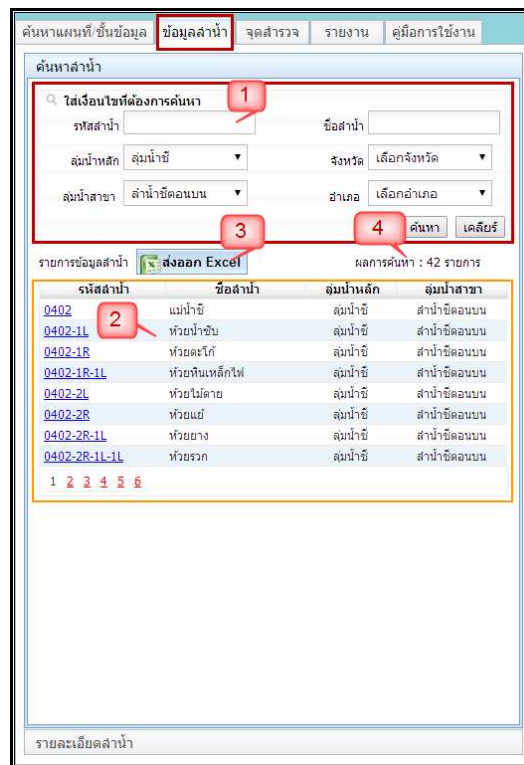 ค้นหาแผนที่/ชั้นข้อมูล ข้อมูลลำน้ำ จุดสำรวจ รายงาน คู่มือการใช้งาน
ค้นหาลำน้ำ
ใส่เงื่อนไขที่ต้องการค้นหา 1
รหัสลำน้ำ ชื่อลำน้ำ
ลุ่มน้ำหลัก ลุ่มน้ำชี จังหวัด เลือกจังหวัด
ลุ่มน้ำสาขา ลำน้ำชีตอนบน อำเภอ เลือกอำเภอ
3 4 ค้นหา เคลียร์
รายการข้อมูลลำน้ำ ส่งออก Excel ผลการค้นหา : 42 รายการ
รหัสลำน้ำ ชื่อลำน้ำ ลุ่มน้ำหลัก ลุ่มน้ำสาขา
0402 แม่น้ำชี ลุ่มน้ำชี ลำน้ำชีตอนบน
2
0402-1L ห้วยน้ำซับ ลุ่มน้ำชี ลำน้ำชีตอนบน
0402-1R ห้วยตะโก้ ลุ่มน้ำชี ลำน้ำชีตอนบน
0402-1R-1L ห้วยหินเหล็กไฟ ลุ่มน้ำชี ลำน้ำชีตอนบน
0402-2L ห้วยไม้ตาย ลุ่มน้ำชี ลำน้ำชีตอนบน
0402-2R ห้วยแย้ ลุ่มน้ำชี ลำน้ำชีตอนบน
0402-2R-1L ห้วยยาง ลุ่มน้ำชี ลำน้ำชีตอนบน
0402-2R-1L-1L ห้วยรวก ลุ่มน้ำชี ลำน้ำชีตอนบน
1 2 3 4 5 6
รายละเอียดลำน้ำ